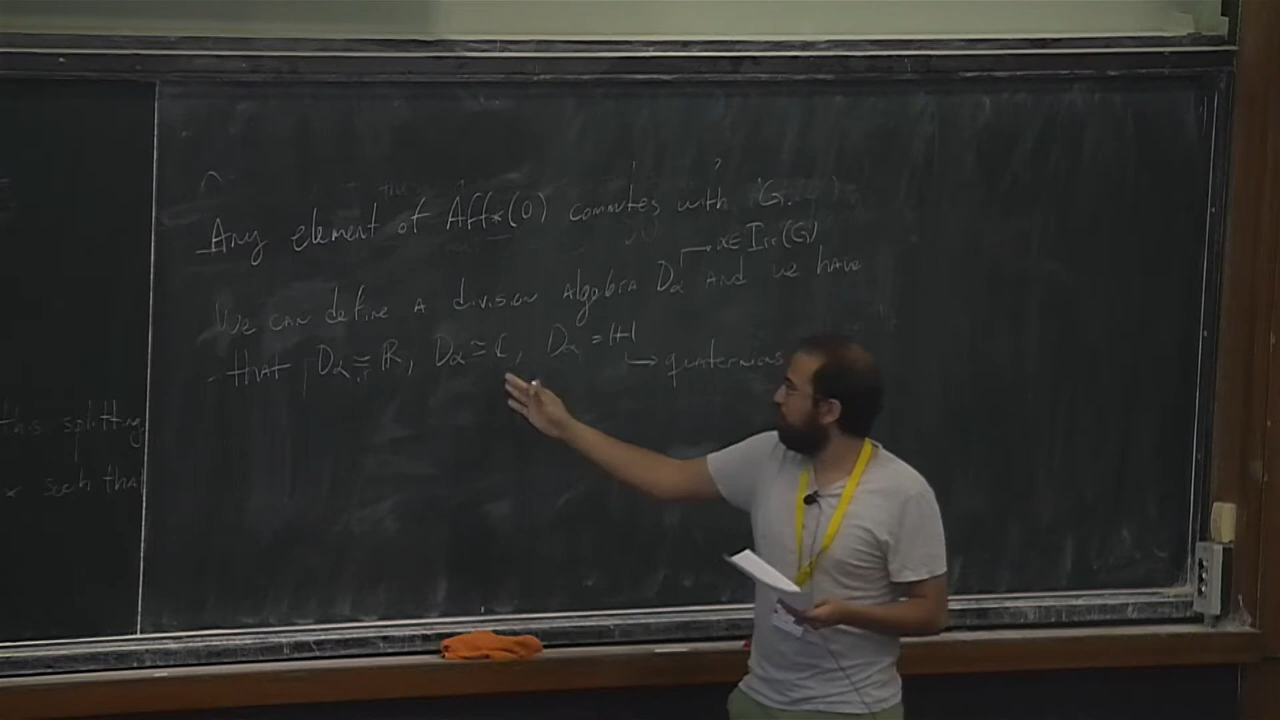 this splitting
such that
Any element of Aff*(O) commutes with G.
→ α ∈ Irr(G)
We can define a division algebra Dα and we have
that Dα ≅ ℝ, Dα ≅ ℂ, Dα = ℍ
→ quaternions